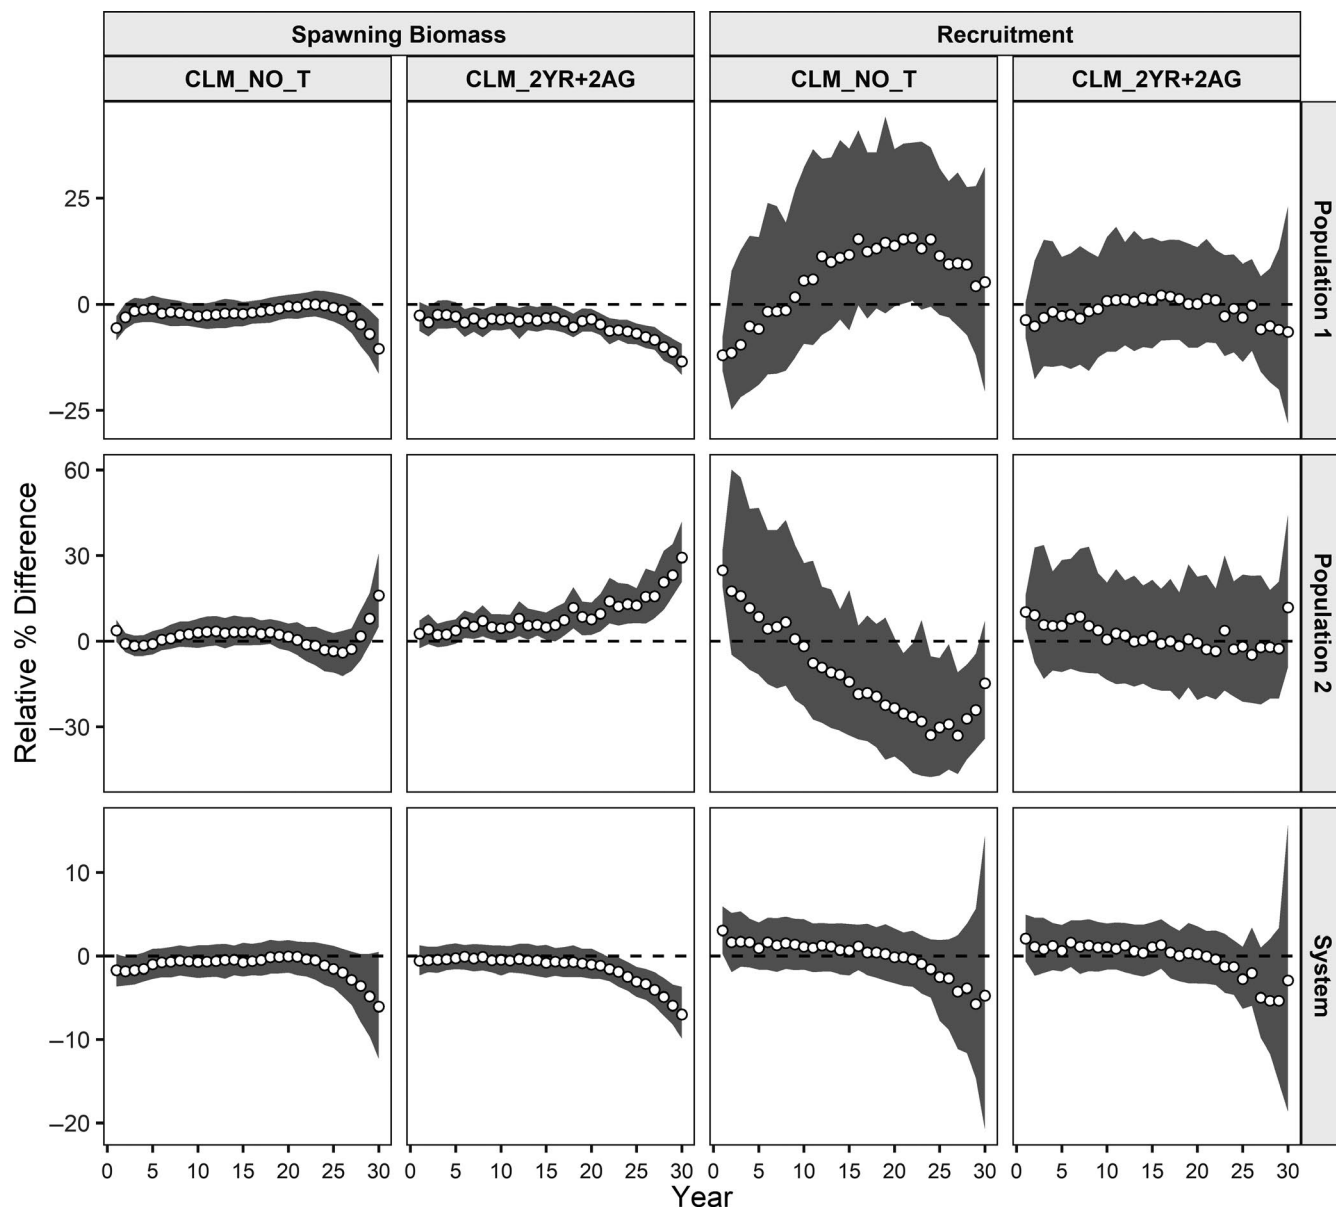 Spawning Biomass Recruitment
CLM_NO_T CLM_2YR+2AG CLM_NO_T CLM_2YR+2AG
25
0
–25
Population 1
60
30
0
–30
Population 2
10
0
–10
–20
System
Relative % Difference
0 5 10 15 20 25 30 0 5 10 15 20 25 30 0 5 10 15 20 25 30 0 5 10 15 20 25 30
Year